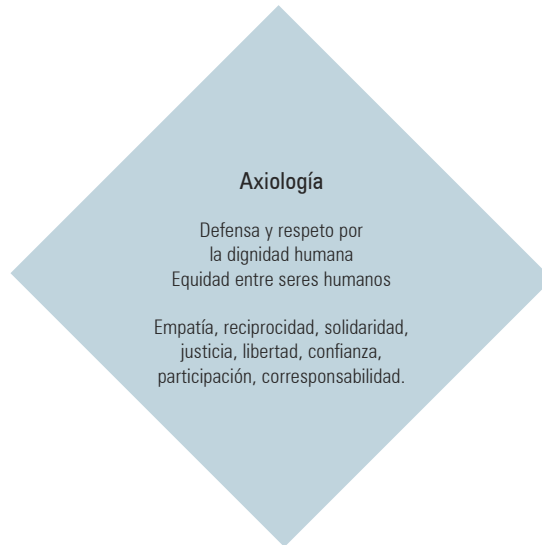 Axiología
Defensa y respeto por
la dignidad humana
Equidad entre seres humanos
Empatía, reciprocidad, solidaridad,
justicia, libertad, confianza,
participación, corresponsabilidad.